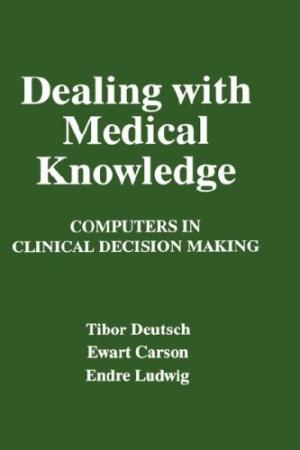 Dealing with
Medical
Knowledge
COMPUTERS IN
CLINICAL DECISION MAKING
Tibor Deutsch
Ewart Carson
Endre Ludwig